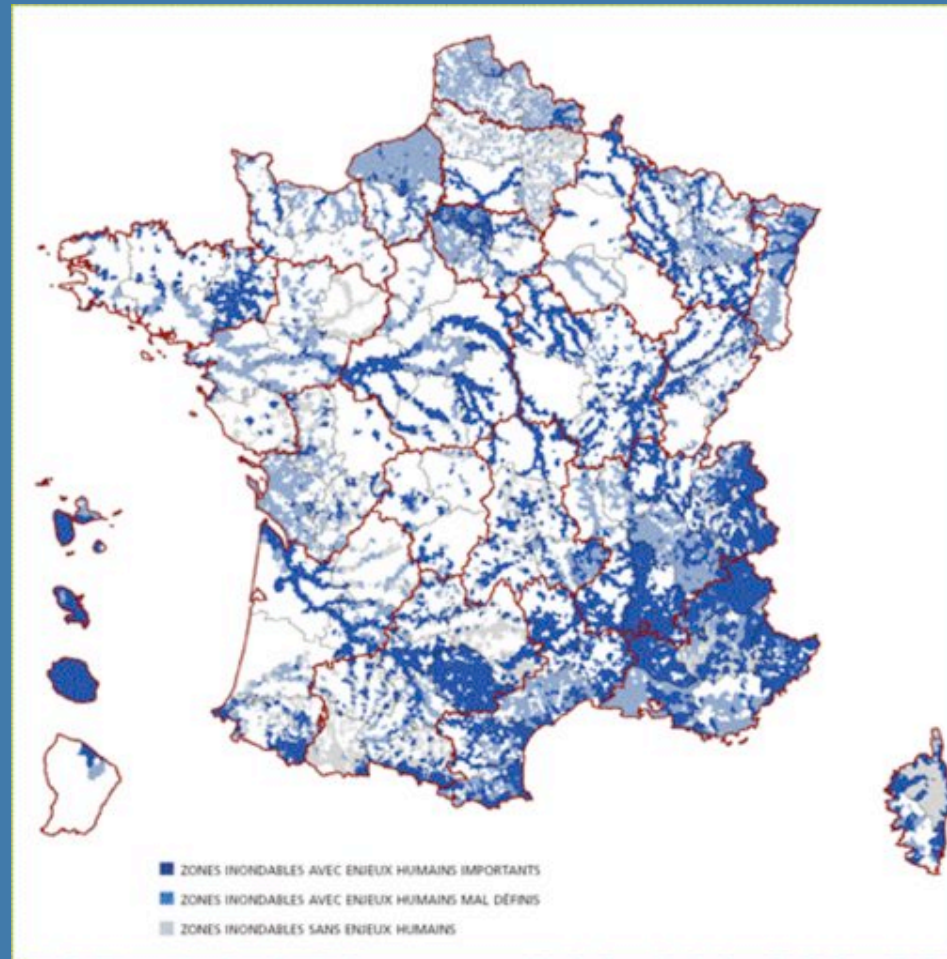 ZONES INONDABLES AVEC ENJEUX HUMAINS IMPORTANTS
ZONES INONDABLES AVEC ENJEUX HUMAINS MAL DÉFINIS
ZONES INONDABLES SANS ENJEUX HUMAINS